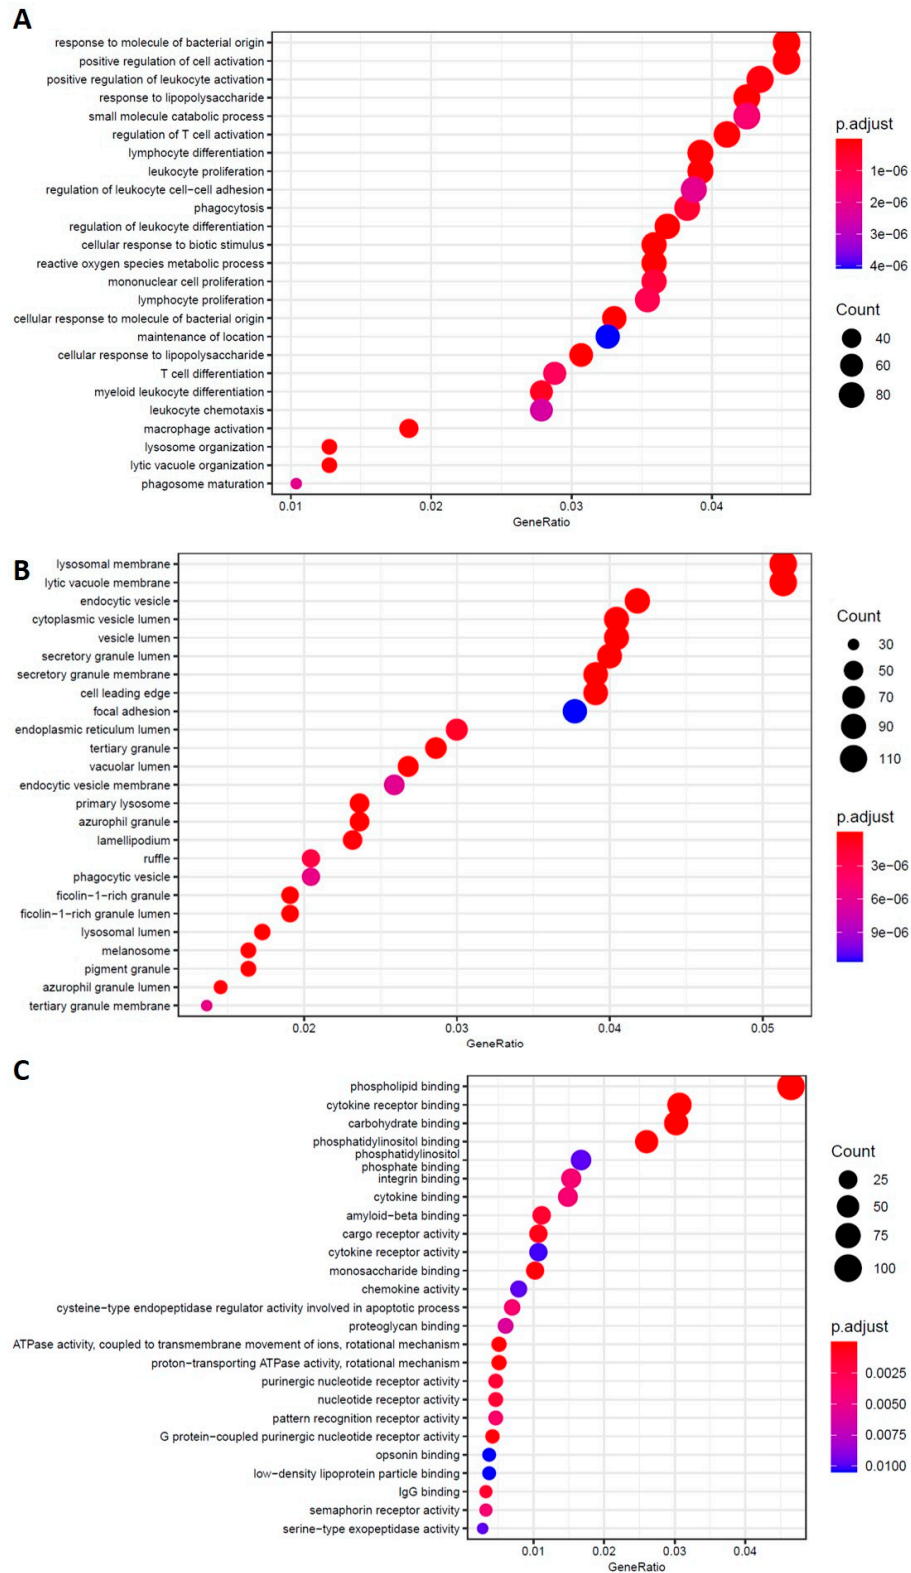 A
response to molecule of bacterial origin
positive regulation of cell activation
positive regulation of leukocyte activation
response to lipopolysaccharide
small molecule catabolic process
regulation of T cell activation
lymphocyte differentiation
leukocyte proliferation
regulation of leukocyte cell−cell adhesion
phagocytosis
regulation of leukocyte differentiation
cellular response to biotic stimulus
reactive oxygen species metabolic process
mononuclear cell proliferation
lymphocyte proliferation
cellular response to molecule of bacterial origin
maintenance of location
cellular response to lipopolysaccharide
T cell differentiation
myeloid leukocyte differentiation
leukocyte chemotaxis
macrophage activation
lysosome organization
lytic vacuole organization
phagosome maturation
0.01 0.02 0.03 0.04
GeneRatio
p.adjust
1e−06
2e−06
3e−06
4e−06
Count
40
60
80
B
lysosomal membrane
lytic vacuole membrane
endocytic vesicle
cytoplasmic vesicle lumen
vesicle lumen
secretory granule lumen
secretory granule membrane
cell leading edge
focal adhesion
endoplasmic reticulum lumen
tertiary granule
vacuolar lumen
endocytic vesicle membrane
primary lysosome
azurophil granule
lamellipodium
ruffle
phagocytic vesicle
ficolin−1−rich granule
ficolin−1−rich granule lumen
lysosomal lumen
melanosome
pigment granule
azurophil granule lumen
tertiary granule membrane
0.02 0.03 0.04 0.05
GeneRatio
Count
30
50
70
90
110
p.adjust
3e−06
6e−06
9e−06
C
phospholipid binding
cytokine receptor binding
carbohydrate binding
phosphatidylinositol binding
phosphatidylinositol
phosphate binding
integrin binding
cytokine binding
amyloid−beta binding
cargo receptor activity
cytokine receptor activity
monosaccharide binding
chemokine activity
cysteine−type endopeptidase regulator activity involved in apoptotic process
proteoglycan binding
ATPase activity, coupled to transmembrane movement of ions, rotational mechanism
proton−transporting ATPase activity, rotational mechanism
purinergic nucleotide receptor activity
nucleotide receptor activity
pattern recognition receptor activity
G protein−coupled purinergic nucleotide receptor activity
opsonin binding
low−density lipoprotein particle binding
IgG binding
semaphorin receptor activity
serine−type exopeptidase activity
0.01 0.02 0.03 0.04
GeneRatio
Count
25
50
75
100
p.adjust
0.0025
0.0050
0.0075
0.0100